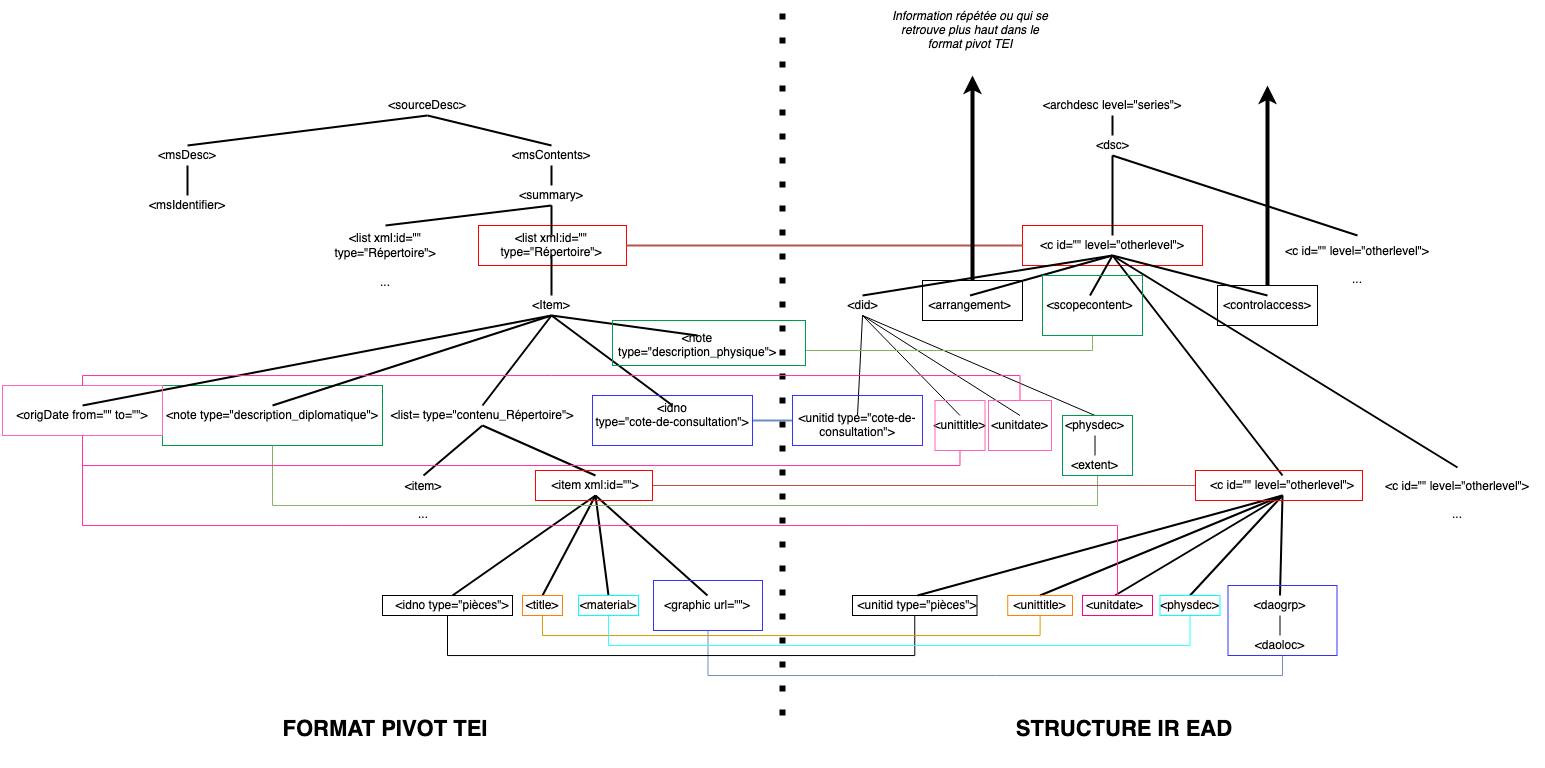 Information répétée ou qui se
retrouve plus haut dans le
format pivot TEI
<sourceDesc>
<archdesc level="series">
<dsc>
<msDesc>
<msContents>
<msIdentifier>
<summary>
<list xml:id=""
type="Répertoire">
...
<list xml:id=""
type="Répertoire">
<c id="" level="otherlevel">
<c id="" level="otherlevel">
...
<Item>
<did>
<arrangement>
<scopecontent>
<controlaccess>
<note
type="description_physique">
<origDate from="" to="">
<note type="description_diplomatique">
<list= type="contenu_Répertoire">
<idno
type="cote-de-consultation">
<unitid type="cote-de-
consultation">
<unittitle>
<unitdate>
<physdec>
<extent>
<item>
...
<item xml:id="">
<c id="" level="otherlevel">
<c id="" level="otherlevel">
...
<idno type="pièces">
<title>
<material>
<graphic url="">
<unitid type="pièces">
<unittitle>
<unitdate>
<physdec>
<daogrp>
<daoloc>
FORMAT PIVOT TEI
STRUCTURE IR EAD